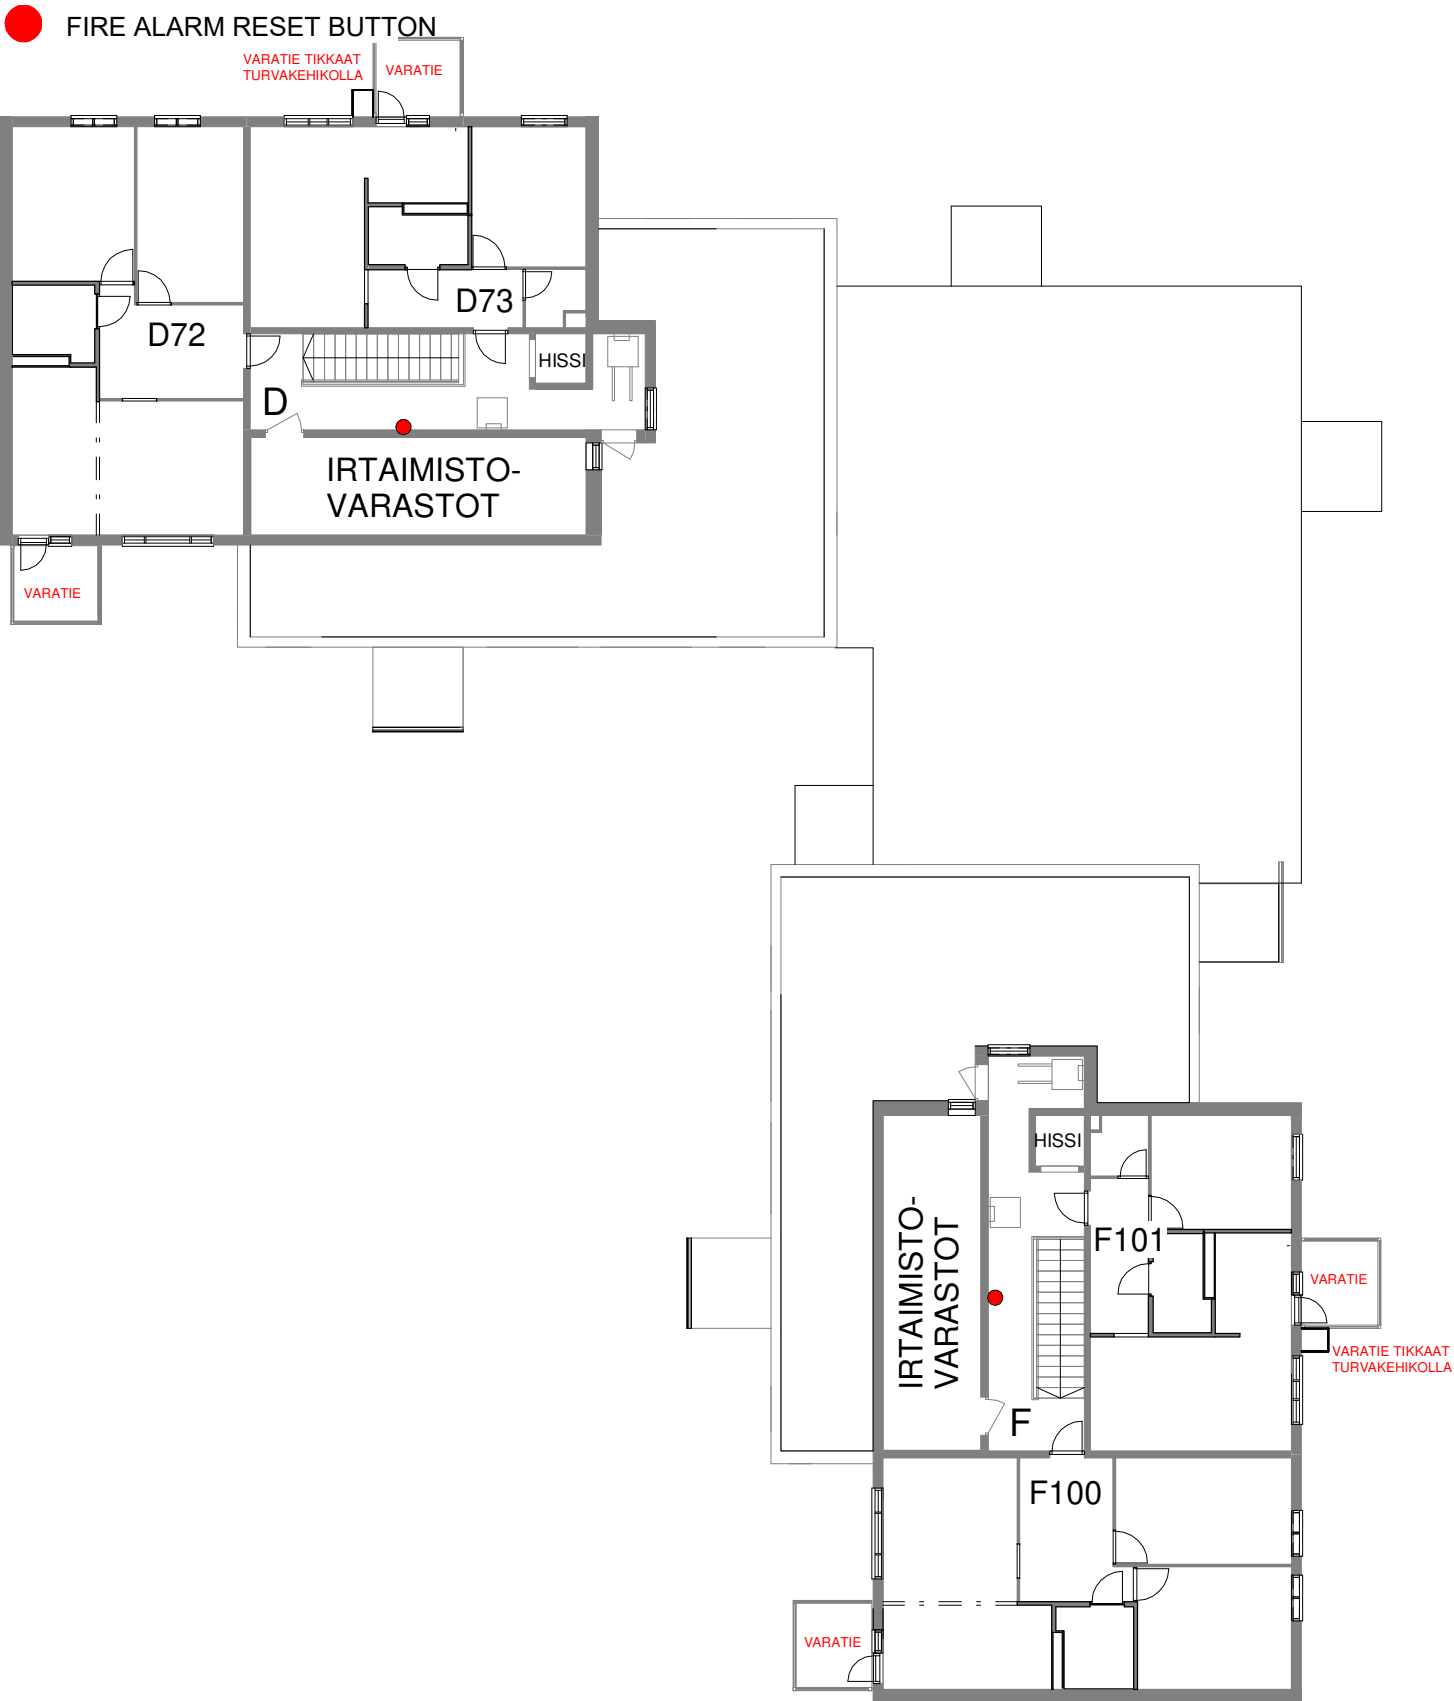 FIRE ALARM RESET BUTTON
VARATIE TIKKAAT
TURVAKEHIKOLLA
VARATIE
D73
D72
HISSI
D
IRTAIMISTO-
VARASTOT
VARATIE
HISSI
F101
IRTAIMISTO-
VARASTOT
VARATIE
VARATIE TIKKAAT
TURVAKEHIKOLLA
F
F100
VARATIE